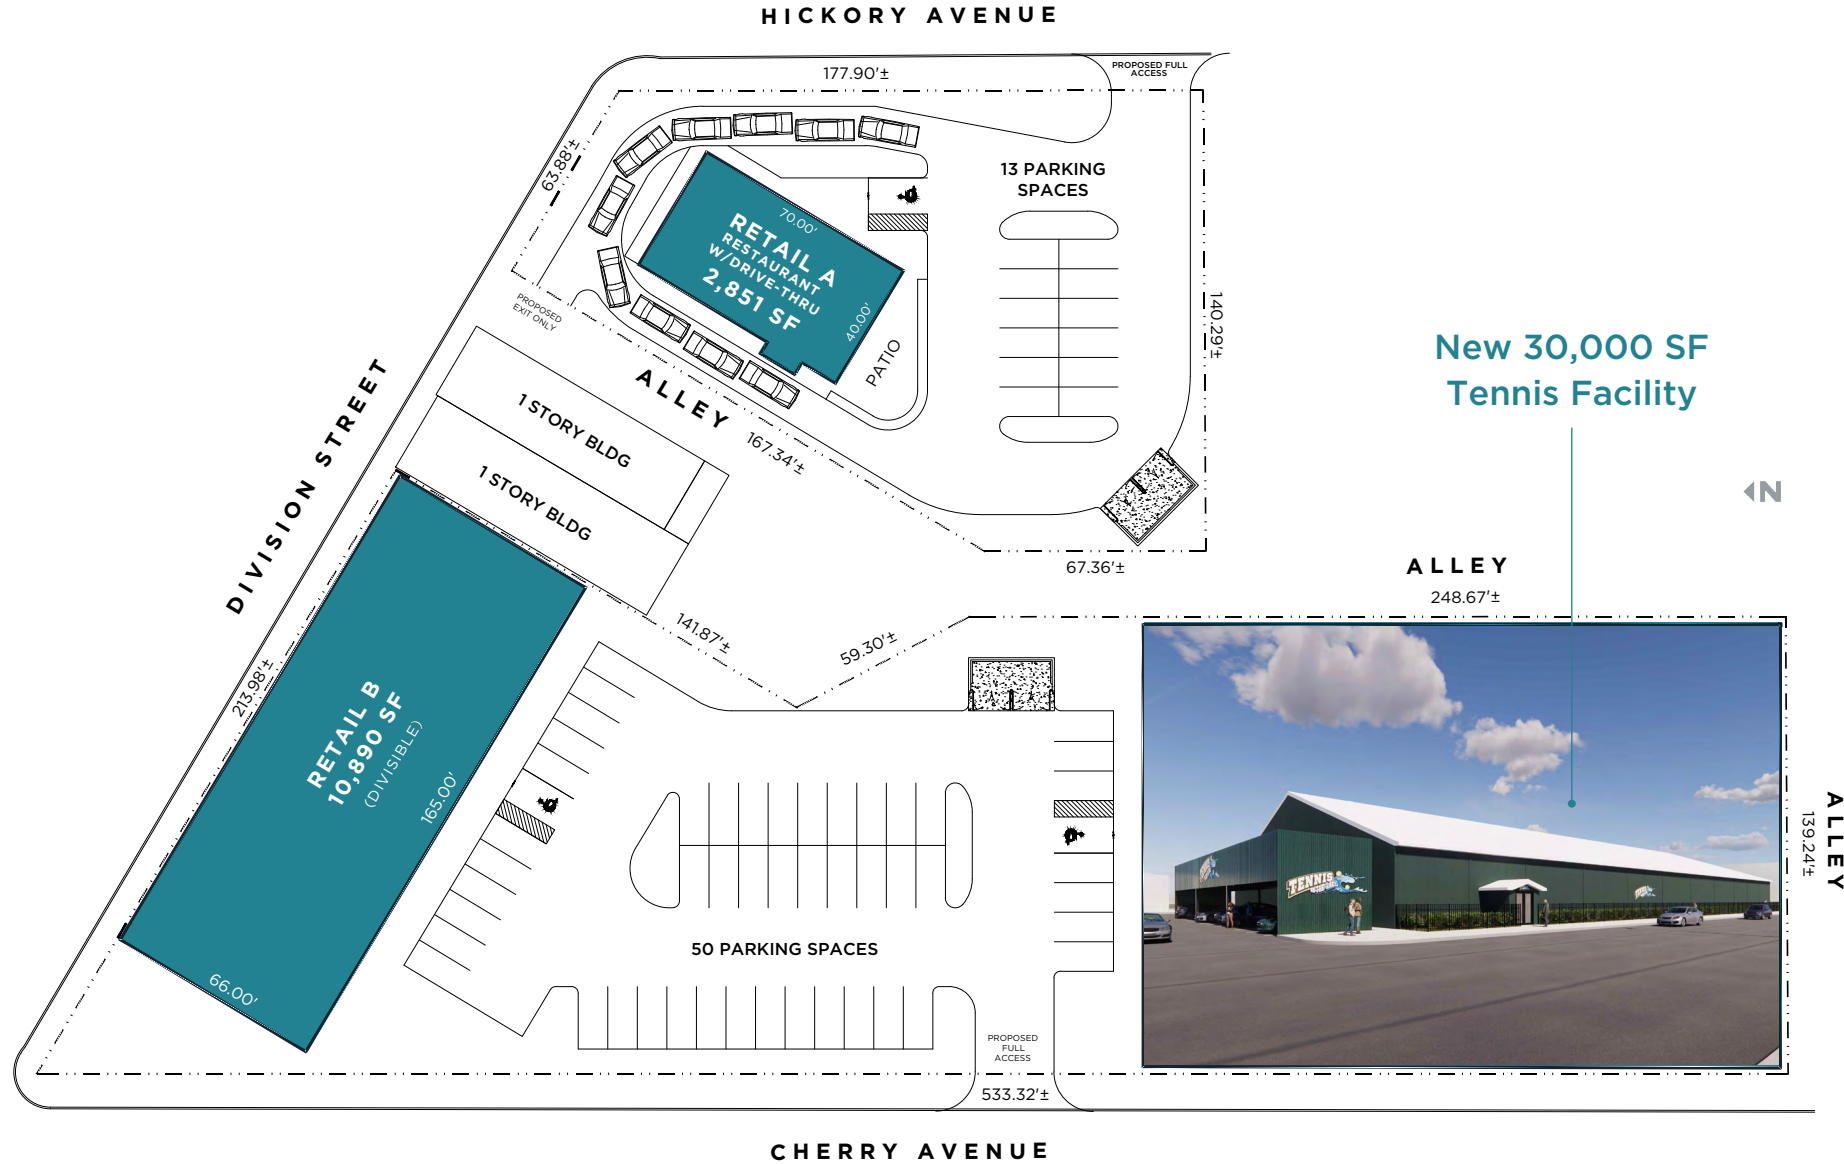 HICKORY AVENUE
PROPOSED FULL
ACCESS
177.90'±
63.88'±
13 PARKING
SPACES
70.00'
RETAIL A
RESTAURANT
W/DRIVE-THRU
2,851 SF
40.00'
PATIO
140.29'±
PROPOSED
EXIT ONLY
ALLEY
167.34'±
New 30,000 SF
Tennis Facility
DIVISION STREET
1 STORY BLDG
1 STORY BLDG
N
67.36'±
ALLEY
248.67'±
141.87'±
59.30'±
213.98'±
RETAIL B
10,890 SF
(DIVISIBLE)
165.00'
66.00'
ALLEY
139.24'±
TENNIS
50 PARKING SPACES
PROPOSED
FULL
ACCESS
533.32'±
CHERRY AVENUE